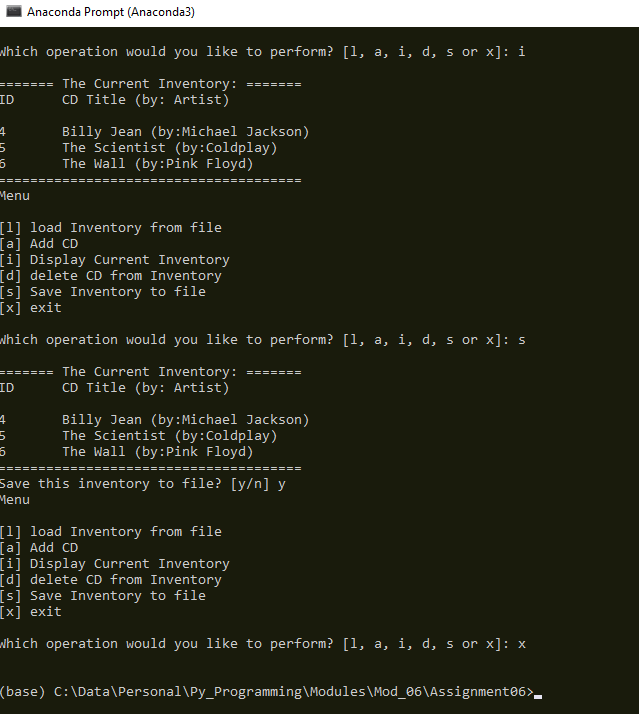 Anaconda Prompt (Anaconda3)
Which operation would you like to perform? [l, a, i, d, s or x]: i
======= The Current Inventory: =======
ID      CD Title (by: Artist)
4       Billy Jean (by:Michael Jackson)
5       The Scientist (by:Coldplay)
6       The Wall (by:Pink Floyd)
======================================
Menu
[l] load Inventory from file
[a] Add CD
[i] Display Current Inventory
[d] delete CD from Inventory
[s] Save Inventory to file
[x] exit
Which operation would you like to perform? [l, a, i, d, s or x]: s
======= The Current Inventory: =======
ID      CD Title (by: Artist)
4       Billy Jean (by:Michael Jackson)
5       The Scientist (by:Coldplay)
6       The Wall (by:Pink Floyd)
======================================
Save this inventory to file? [y/n] y
Menu
[l] load Inventory from file
[a] Add CD
[i] Display Current Inventory
[d] delete CD from Inventory
[s] Save Inventory to file
[x] exit
Which operation would you like to perform? [l, a, i, d, s or x]: x
(base) C:\Data\Personal\Py_Programming\Modules\Mod_06\Assignment06>